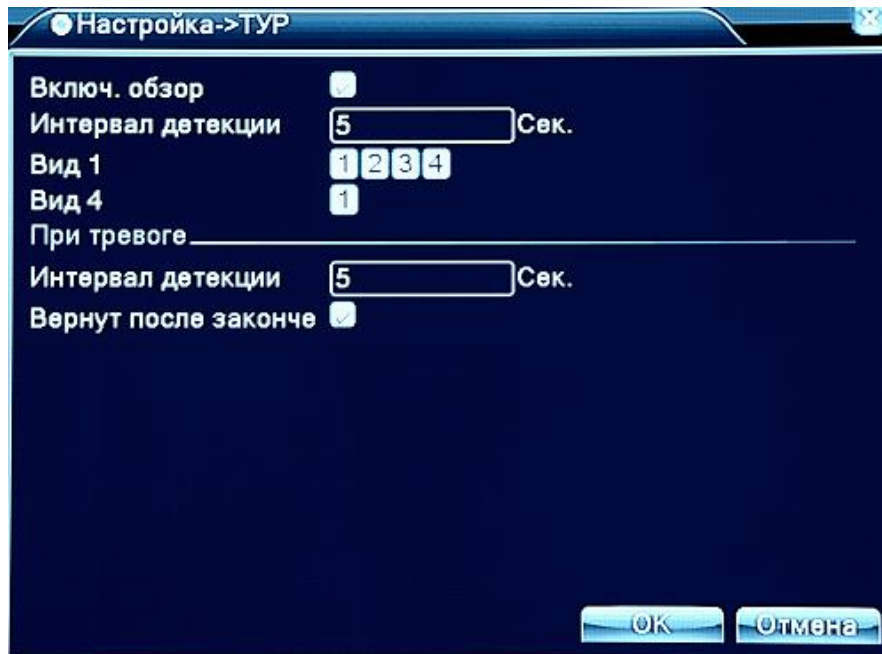 Настройка->ТУР
Включ. обзор
Интервал детекции 5 Сек.
Вид 1 1 2 3 4
Вид 4 1
При тревоге
Интервал детекции 5 Сек.
Вернут после законче
OK Отмена